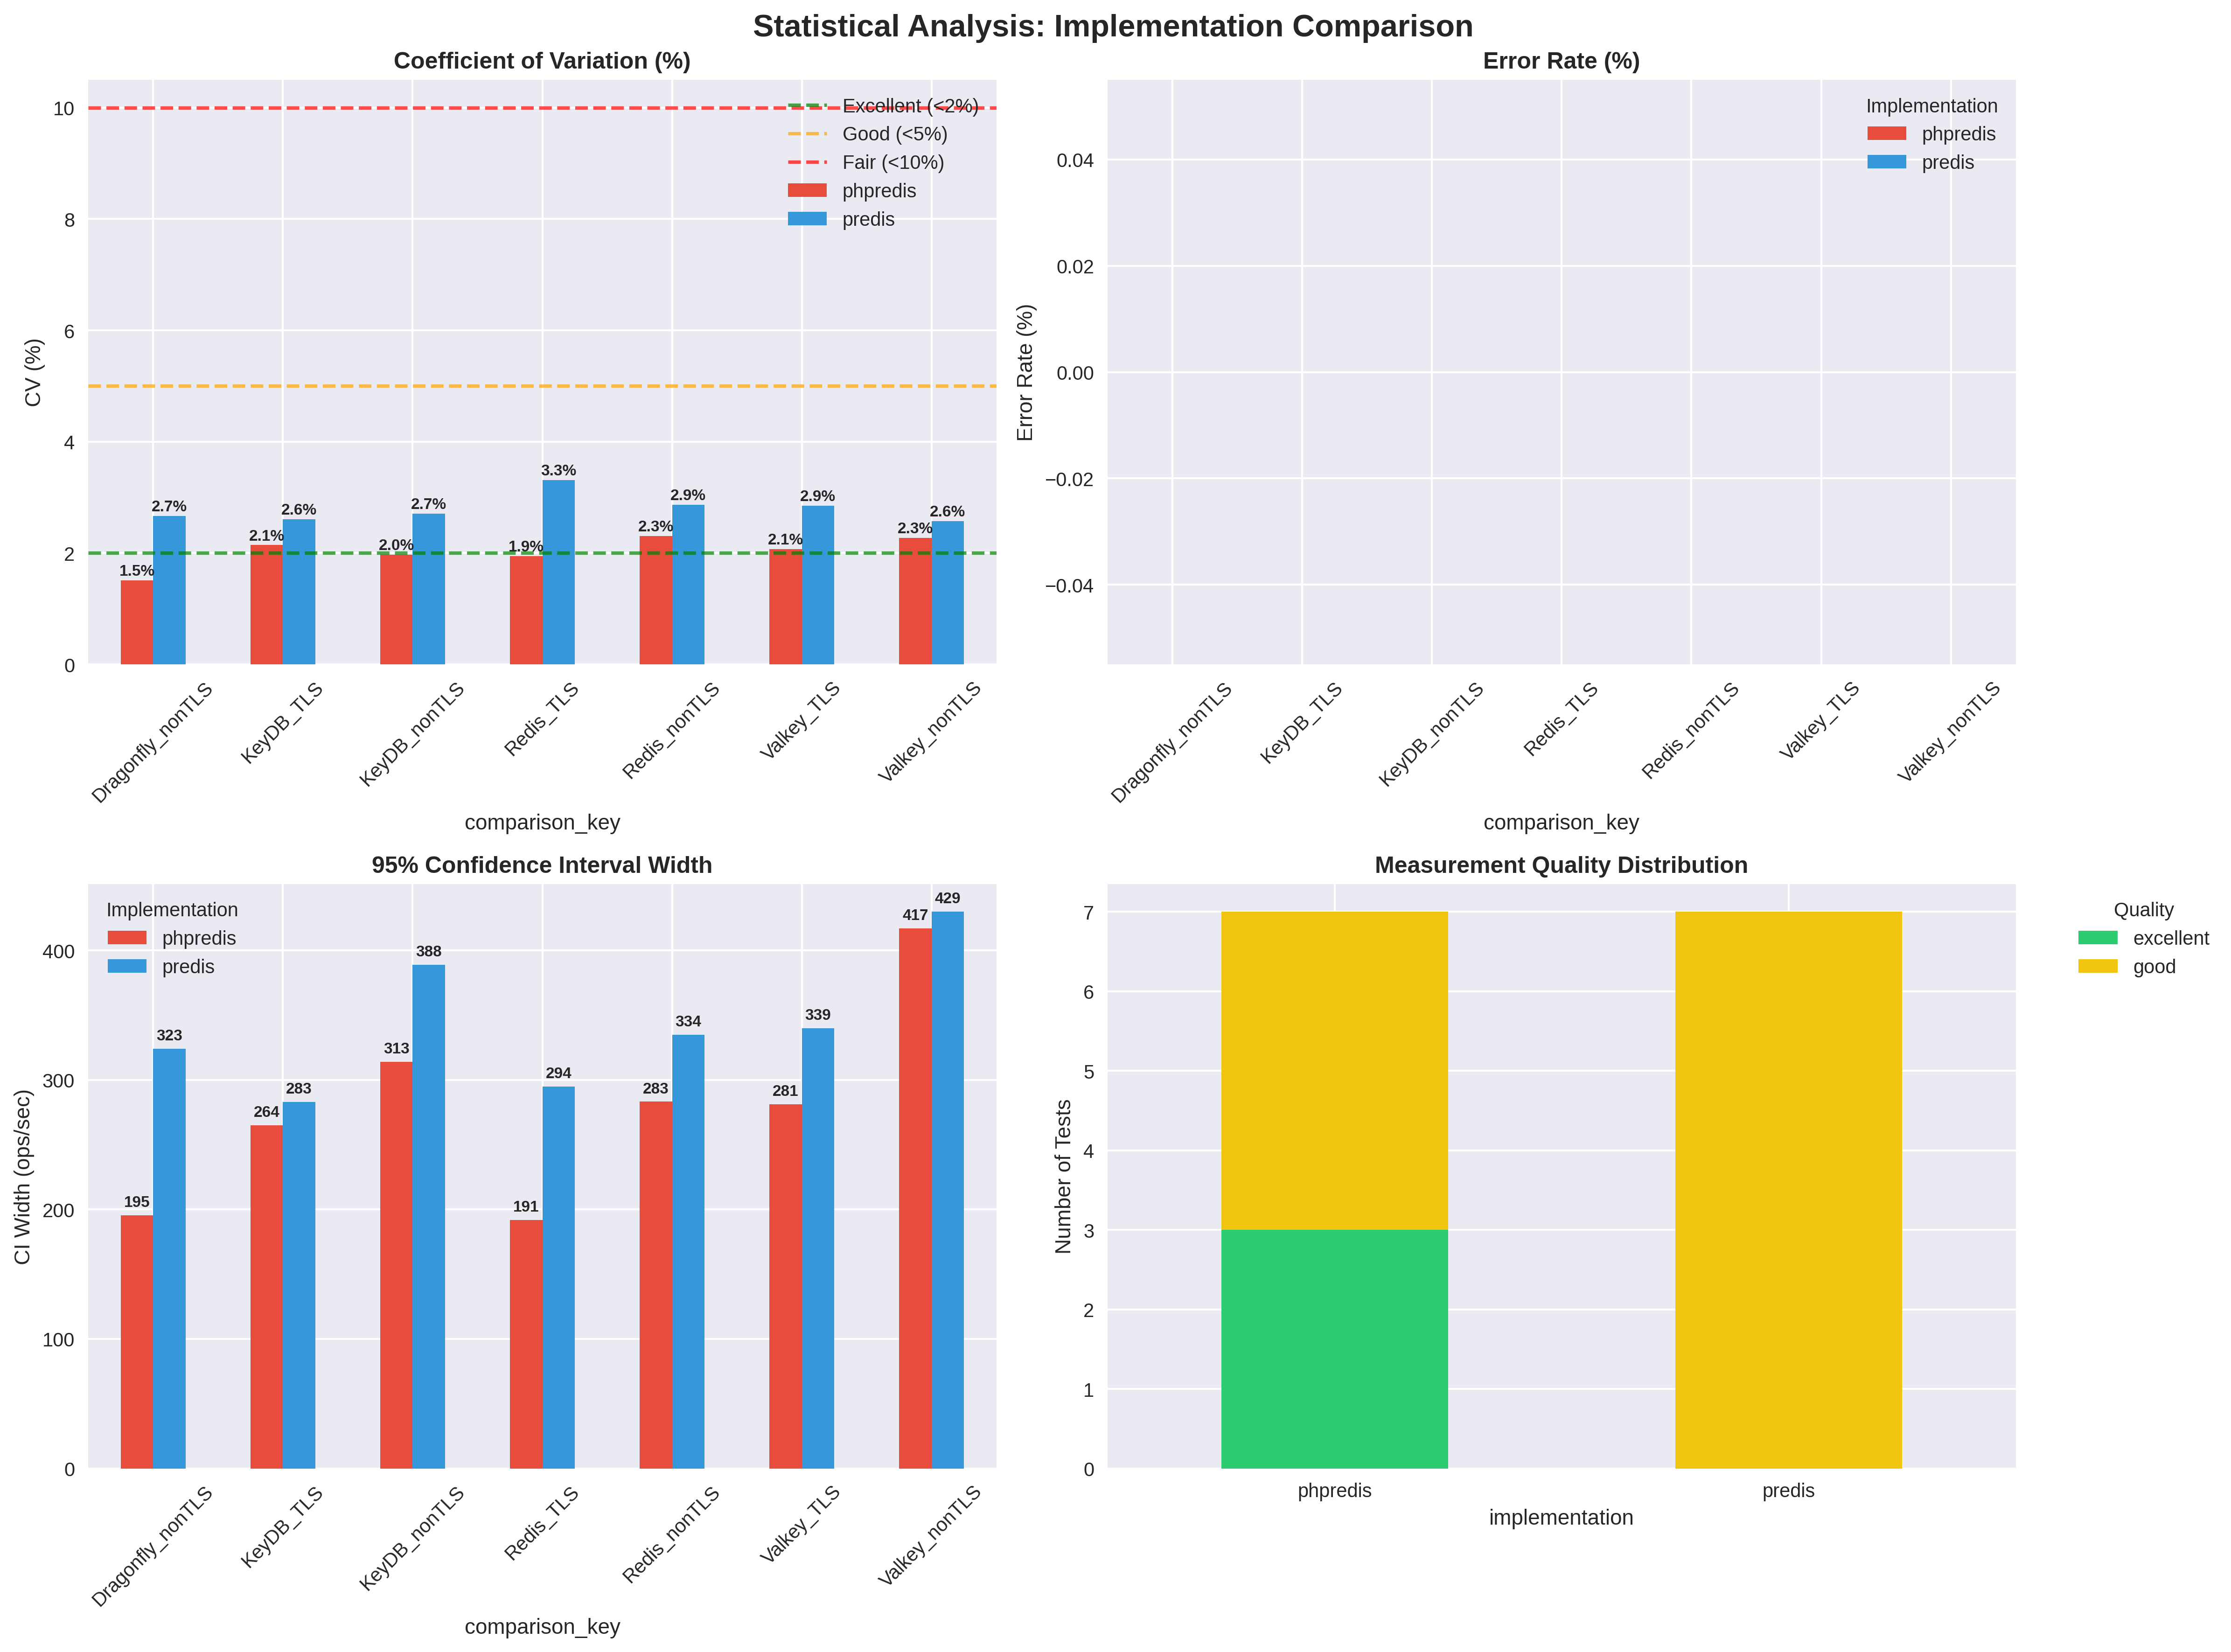 Statistical Analysis: Implementation Comparison
Coefficient of Variation (%)
CV (%)
10
8
6
4
2
0
Excellent (<2%)
Good (<5%)
Fair (<10%)
phpredis
predis
1.5%
2.7%
2.1%
2.6%
2.0%
2.7%
1.9%
3.3%
2.3%
2.9%
2.1%
2.9%
2.3%
2.6%
Dragonfly_nonTLS
KeyDB_TLS
KeyDB_nonTLS
Redis_TLS
Redis_nonTLS
Valkey_TLS
Valkey_nonTLS
comparison_key
Error Rate (%)
Error Rate (%)
0.04
0.02
0.00
−0.02
−0.04
Implementation
phpredis
predis
Dragonfly_nonTLS
KeyDB_TLS
KeyDB_nonTLS
Redis_TLS
Redis_nonTLS
Valkey_TLS
Valkey_nonTLS
comparison_key
95% Confidence Interval Width
CI Width (ops/sec)
400
300
200
100
0
Implementation
phpredis
predis
195
323
264
283
313
388
191
294
283
334
281
339
417
429
Dragonfly_nonTLS
KeyDB_TLS
KeyDB_nonTLS
Redis_TLS
Redis_nonTLS
Valkey_TLS
Valkey_nonTLS
comparison_key
Measurement Quality Distribution
Number of Tests
7
6
5
4
3
2
1
0
phpredis
predis
implementation
Quality
excellent
good